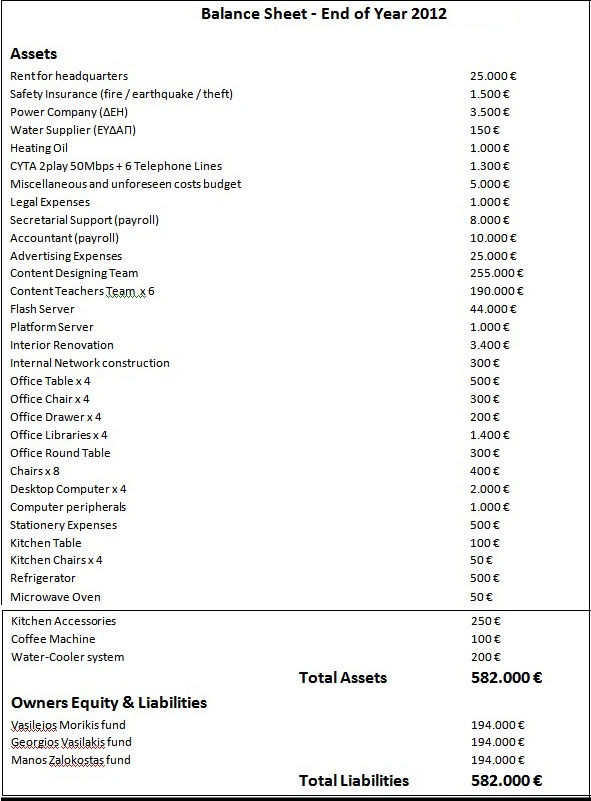 Balance Sheet - End of Year 2012
Assets
Rent for headquarters 25.000 €
Safety Insurance (fire / earthquake / theft) 1.500 €
Power Company (ΔΕΗ) 3.500 €
Water Supplier (ΕΥΔΑΠ) 150 €
Heating Oil 1.000 €
CYTA 2play 50Mbps + 6 Telephone Lines 1.300 €
Miscellaneous and unforeseen costs budget 5.000 €
Legal Expenses 1.000 €
Secretarial Support (payroll) 8.000 €
Accountant (payroll) 10.000 €
Advertising Expenses 25.000 €
Content Designing Team 255.000 €
Content Teachers Team x 6 190.000 €
Flash Server 44.000 €
Platform Server 1.000 €
Interior Renovation 3.400 €
Internal Network construction 300 €
Office Table x 4 500 €
Office Chair x 4 300 €
Office Drawer x 4 200 €
Office Libraries x 4 1.400 €
Office Round Table 300 €
Chairs x 8 400 €
Desktop Computer x 4 2.000 €
Computer peripherals 1.000 €
Stationery Expenses 500 €
Kitchen Table 100 €
Kitchen Chairs x 4 50 €
Refrigerator 500 €
Microwave Oven 50 €
Kitchen Accessories 250 €
Coffee Machine 100 €
Water-Cooler system 200 €
Total Assets 582.000 €
Owners Equity & Liabilities
Vasileios Morikis fund 194.000 €
Georgios Vasilakis fund 194.000 €
Manos Zalokostas fund 194.000 €
Total Liabilities 582.000 €